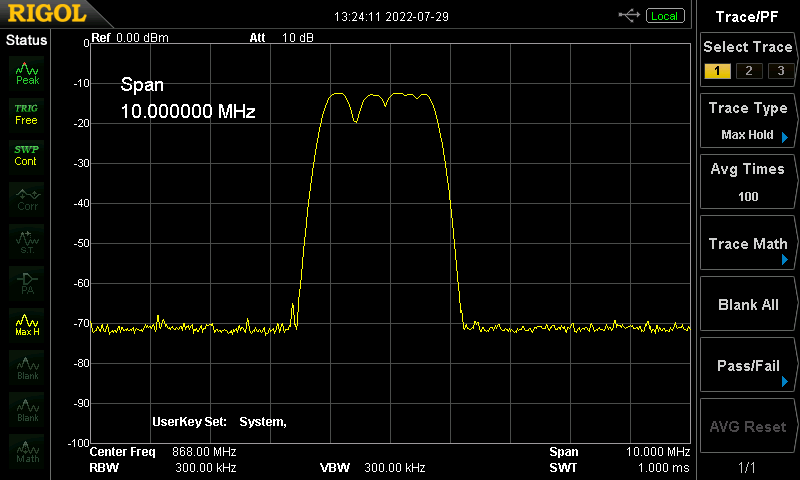 RIGOL
13:24:11 2022-07-29
Local
Status
Peak
TRIG
Free
SWP
Cont
Corr
S.T.
PA
Max H
Blank
Blank
Math
Ref 0.00 dBm
Att 10 dB
Span
10.000000 MHz
0
-10
-20
-30
-40
-50
-60
-70
-80
-90
-100
UserKey Set: System,
Center Freq 868.00 MHz
Span 10.000 MHz
RBW 300.00 kHz
VBW 300.00 kHz
SWT 1.000 ms
Trace/PF
Select Trace
1 2 3
Trace Type
Max Hold
Avg Times
100
Trace Math
Blank All
Pass/Fail
AVG Reset
1/1